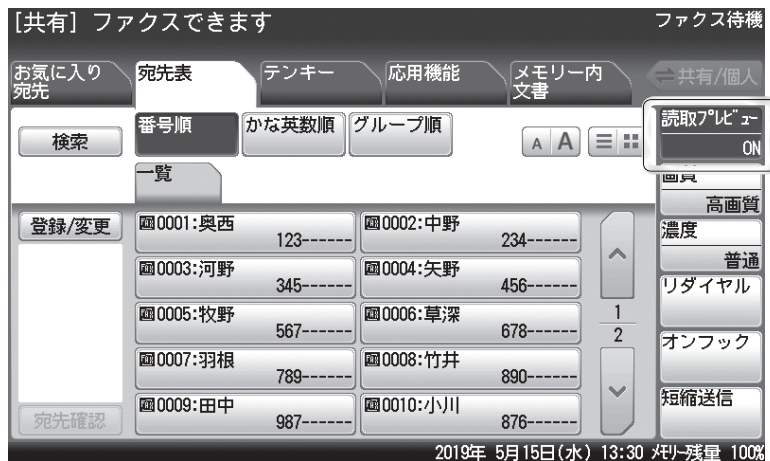 [共有] ファクスできます
ファクス待機
お気に入り
宛先
宛先表
テンキー
応用機能
メモリー内
文書
共有/個人
検索
番号順
かな英数順
グループ順
A A
読取プレビュー
ON
一覧
画質
高画質
登録/変更
0001:奥西
123------
0002:中野
234------
濃度
普通
0003:河野
345------
0004:矢野
456------
リダイヤル
0005:牧野
567------
0006:草深
678------
1
2
オンフック
0007:羽根
789------
0008:竹井
890------
0009:田中
987------
0010:小川
876------
短縮送信
宛先確認
2019年 5月15日(水) 13:30 メモリー残量 100%